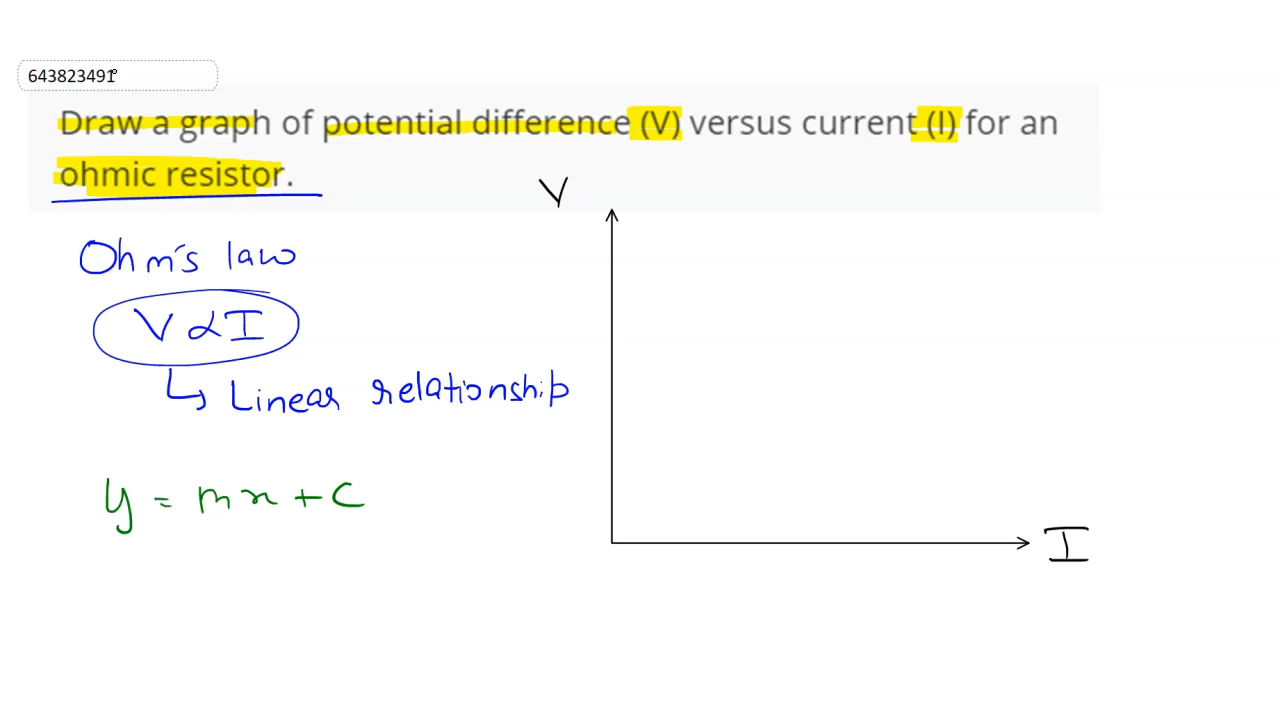 643823491
Draw a graph of potential difference (V) versus current (I) for an
ohmic resistor.
V
Ohm's law
V ∝ I
Linear relationship
y = mx + c
I